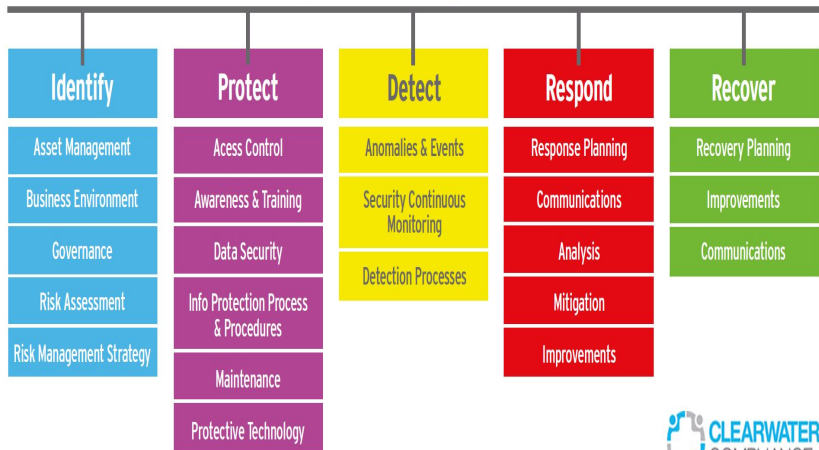 Identify
Asset Management
Business Environment
Governance
Risk Assessment
Risk Management Strategy
Protect
Acess Control
Awareness & Training
Data Security
Info Protection Process
& Procedures
Maintenance
Protective Technology
Detect
Anomalies & Events
Security Continuous
Monitoring
Detection Processes
Respond
Response Planning
Communications
Analysis
Mitigation
Improvements
Recover
Recovery Planning
Improvements
Communications
CLEARWATER